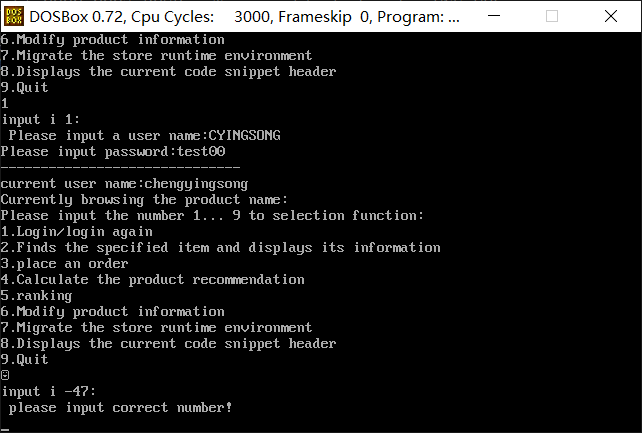 DOS
BOX
DOSBox 0.72, Cpu Cycles: 3000, Frameskip 0, Program: ...
6.Modify product information
7.Migrate the store runtime environment
8.Displays the current code snippet header
9.Quit
1
input i 1:
Please input a user name:CYINGSONG
Please input password:test00
------------------------------
current user name:chengyingsong
Currently browsing the product name:
Please input the number 1... 9 to selection function:
1.Login/login again
2.Finds the specified item and displays its information
3.place an order
4.Calculate the product recommendation
5.ranking
6.Modify product information
7.Migrate the store runtime environment
8.Displays the current code snippet header
9.Quit
input i -47:
please input correct number!
_